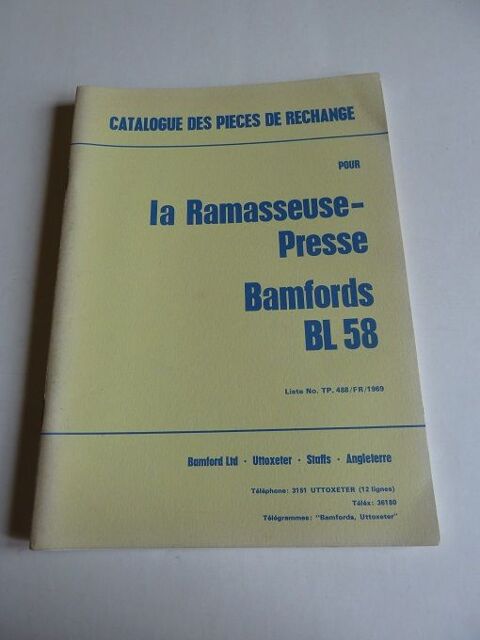 CATALOGUE DES PIECES DE RECHANGE
POUR
la Ramasseuse-
Presse
Bamfords
BL 58
Liste No. TP. 488/FR/1969
Bamford Ltd · Uttoxeter · Staffs · Angleterre
Téléphone: 3151 UTTOXETER (12 lignes)
Téléx: 36180
Télégrammes: "Bamfords, Uttoxeter"